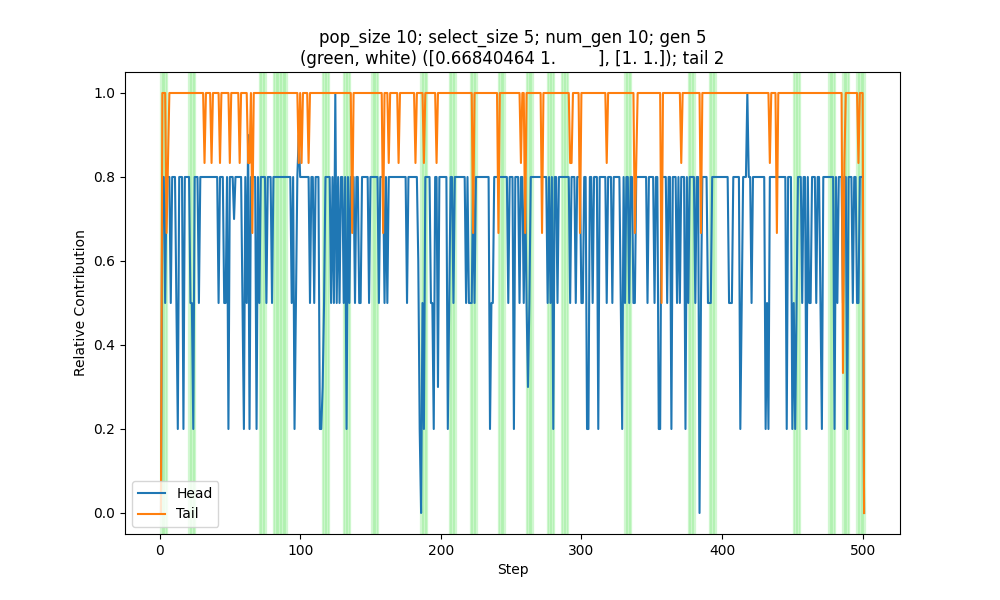 pop_size 10; select_size 5; num_gen 10; gen 5
(green, white) ([0.66840464 1.        ], [1. 1.]); tail 2
1.0
0.8
0.6
0.4
0.2
0.0
Relative Contribution
Head
Tail
0 100 200 300 400 500
Step